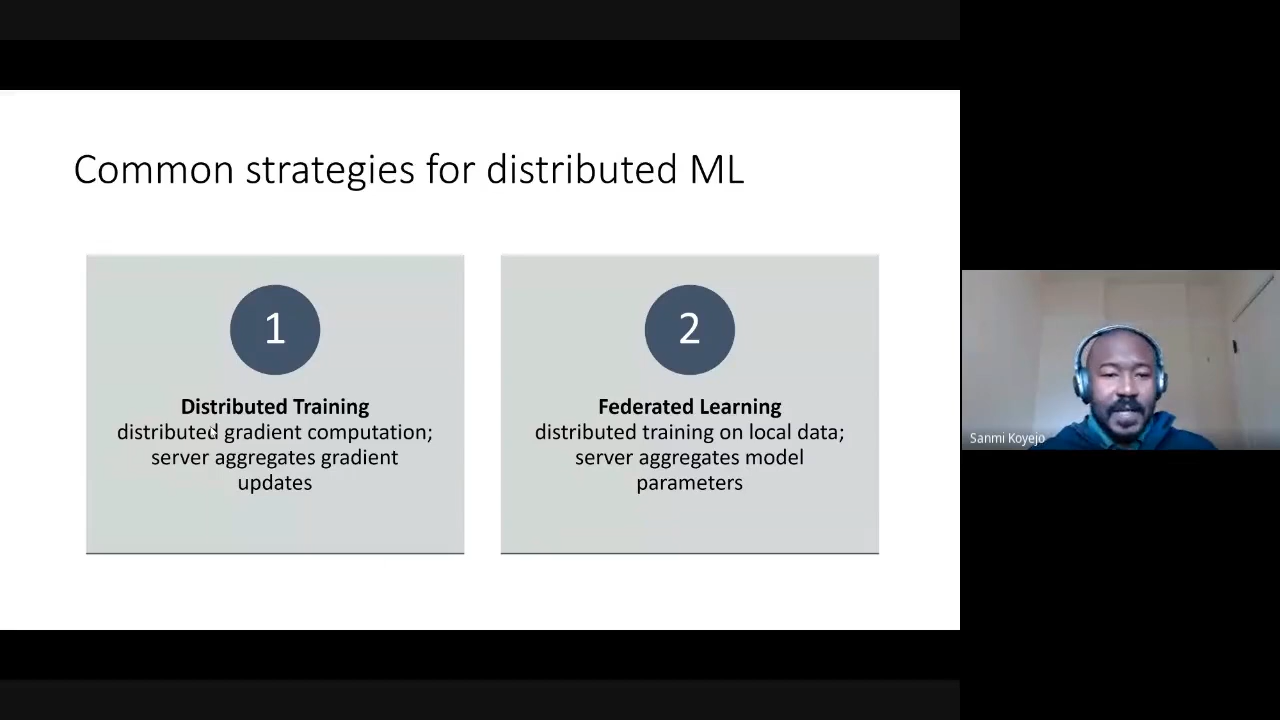 Common strategies for distributed ML
1
Distributed Training
distributed gradient computation;
server aggregates gradient
updates
2
Federated Learning
distributed training on local data;
server aggregates model
parameters
Sanmi Koyejo